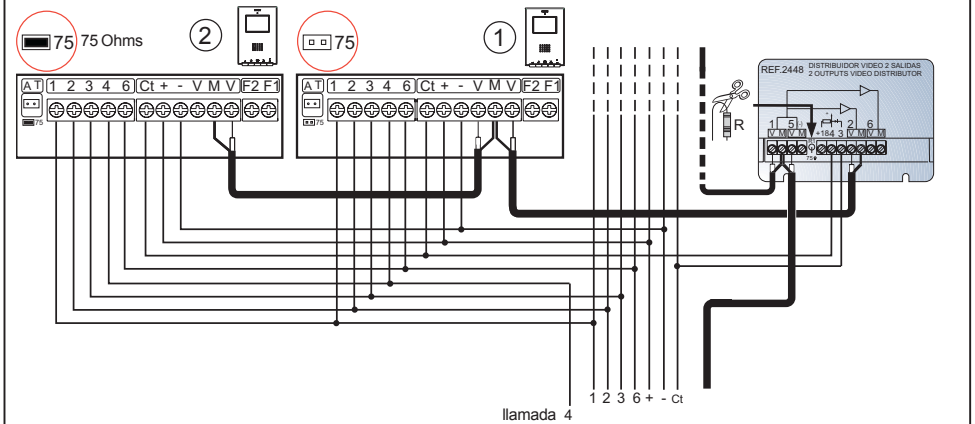 75 75 Ohms 2
75 1
A T 1 2 3 4 6 Ct + - V M V F2 F1
75
A T 1 2 3 4 6 Ct + - V M V F2 F1
75
R
REF.2448 DISTRIBUIDOR VIDEO 2 SALIDAS
2 OUTPUTS VIDEO DISTRIBUTOR
1 5 (-) +18 4 3 2 6
V M V M V M V M
75
1 2 3 6 + - Ct
llamada 4